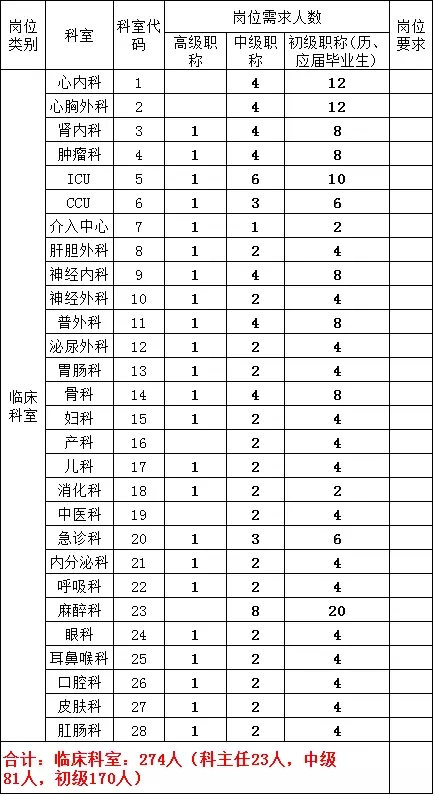 岗位类别 科室 科室代码 岗位需求人数 岗位要求
高级职称 中级职称 初级职称(历、应届毕业生)
临床科室
心内科 1 4 12
心胸外科 2 4 12
肾内科 3 1 4 8
肿瘤科 4 1 4 8
ICU 5 1 6 10
CCU 6 1 3 6
介入中心 7 1 1 2
肝胆外科 8 1 2 4
神经内科 9 1 4 8
神经外科 10 1 2 4
普外科 11 1 4 8
泌尿外科 12 1 2 4
胃肠科 13 1 2 4
骨科 14 1 4 8
妇科 15 1 2 4
产科 16 2 4
儿科 17 1 2 4
消化科 18 1 2 2
中医科 19 2 4
急诊科 20 1 3 6
内分泌科 21 1 2 4
呼吸科 22 1 2 4
麻醉科 23 8 20
眼科 24 1 2 4
耳鼻喉科 25 1 2 4
口腔科 26 1 2 4
皮肤科 27 1 2 4
肛肠科 28 1 2 4
合计：临床科室：274人（科主任23人，中级
81人，初级170人）